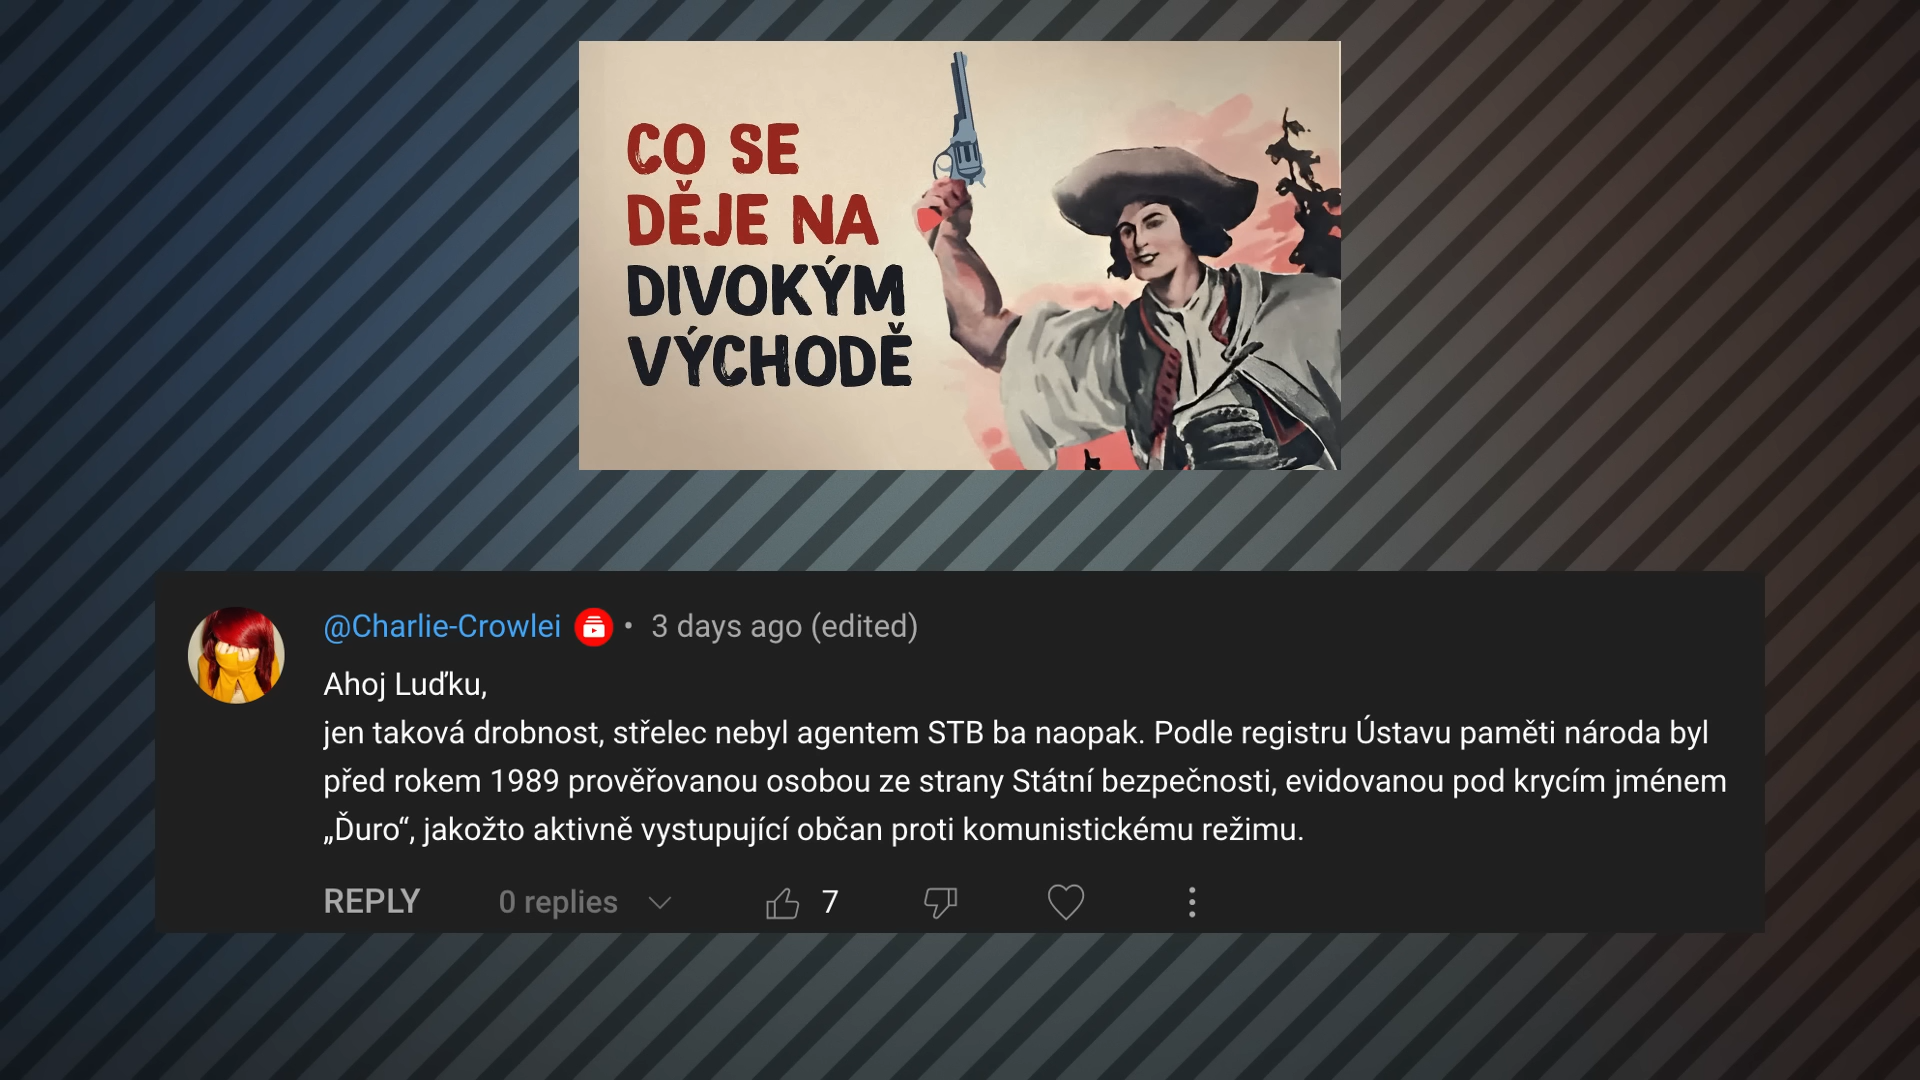 CO SE
DĚJE NA
DIVOKÝM
VÝCHODĚ
@Charlie-Crowlei • 3 days ago (edited)
Ahoj Luďku,
jen taková drobnost, střelec nebyl agentem STB ba naopak. Podle registru Ústavu paměti národa byl
před rokem 1989 prověřovanou osobou ze strany Státní bezpečnosti, evidovanou pod krycím jménem
„Ďuro“, jakožto aktivně vystupující občan proti komunistickému režimu.
REPLY 0 replies 7